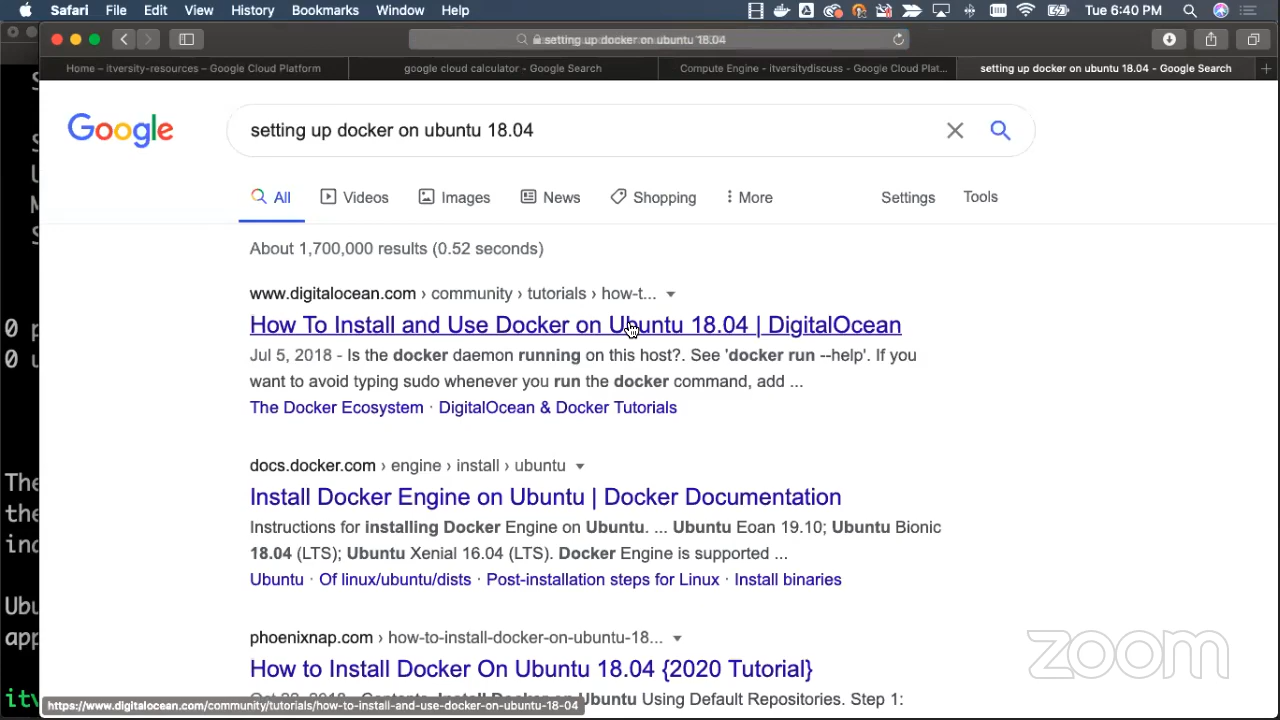 Safari File Edit View History Bookmarks Window Help Tue 6:40 PM
setting up docker on ubuntu 18.04
Home – itversity-resources – Google Cloud Platform
google cloud calculator - Google Search
Compute Engine - itversitydiscuss - Google Cloud Plat...
setting up docker on ubuntu 18.04 - Google Search
Google
setting up docker on ubuntu 18.04
All Videos Images News Shopping More Settings Tools
About 1,700,000 results (0.52 seconds)
www.digitalocean.com › community › tutorials › how-t...
How To Install and Use Docker on Ubuntu 18.04 | DigitalOcean
Jul 5, 2018 - Is the docker daemon running on this host?. See 'docker run --help'. If you
want to avoid typing sudo whenever you run the docker command, add ...
The Docker Ecosystem · DigitalOcean & Docker Tutorials
docs.docker.com › engine › install › ubuntu
Install Docker Engine on Ubuntu | Docker Documentation
Instructions for installing Docker Engine on Ubuntu. ... Ubuntu Eoan 19.10; Ubuntu Bionic
18.04 (LTS); Ubuntu Xenial 16.04 (LTS). Docker Engine is supported ...
Ubuntu · Of linux/ubuntu/dists · Post-installation steps for Linux · Install binaries
phoenixnap.com › how-to-install-docker-on-ubuntu-18...
How to Install Docker On Ubuntu 18.04 {2020 Tutorial}
Ubuntu Using Default Repositories. Step 1:
https://www.digitalocean.com/community/tutorials/how-to-install-and-use-docker-on-ubuntu-18-04
zoom
0 p
0 u
The
the
ind
Ubu
app
itv